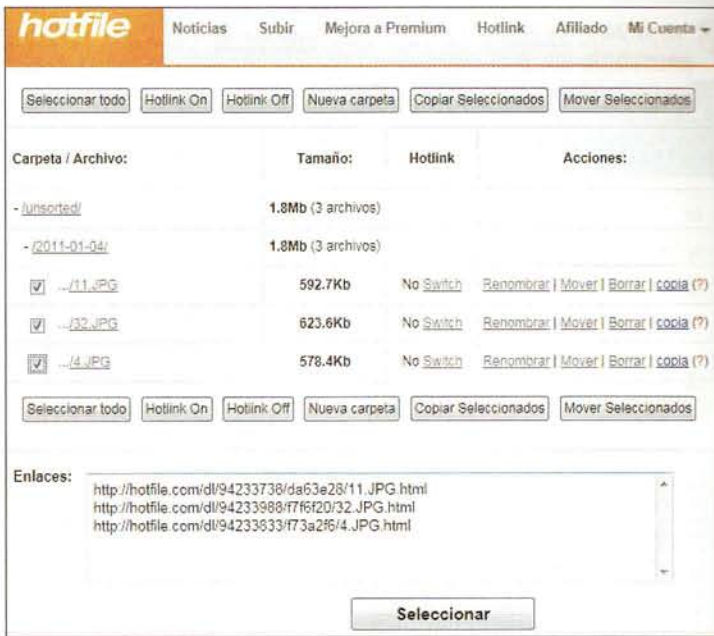 hotfile Noticias Subir Mejora a Premium Hotlink Afiliado Mi Cuenta
Seleccionar todo Hotlink On Hotlink Off Nueva carpeta Copiar Seleccionados Mover Seleccionados
Carpeta / Archivo: Tamaño: Hotlink Acciones:
- /unsorted/ 1.8Mb (3 archivos)
- /2011-01-04/ 1.8Mb (3 archivos)
.../11.JPG 592.7Kb No Switch Renombrar | Mover | Borrar | copia (?)
.../32.JPG 623.6Kb No Switch Renombrar | Mover | Borrar | copia (?)
.../4.JPG 578.4Kb No Switch Renombrar | Mover | Borrar | copia (?)
Seleccionar todo Hotlink On Hotlink Off Nueva carpeta Copiar Seleccionados Mover Seleccionados
Enlaces:
http://hotfile.com/dl/94233738/da63e28/11.JPG.html
http://hotfile.com/dl/94233988/f7f6f20/32.JPG.html
http://hotfile.com/dl/94233833/f73a2f6/4.JPG.html
Seleccionar